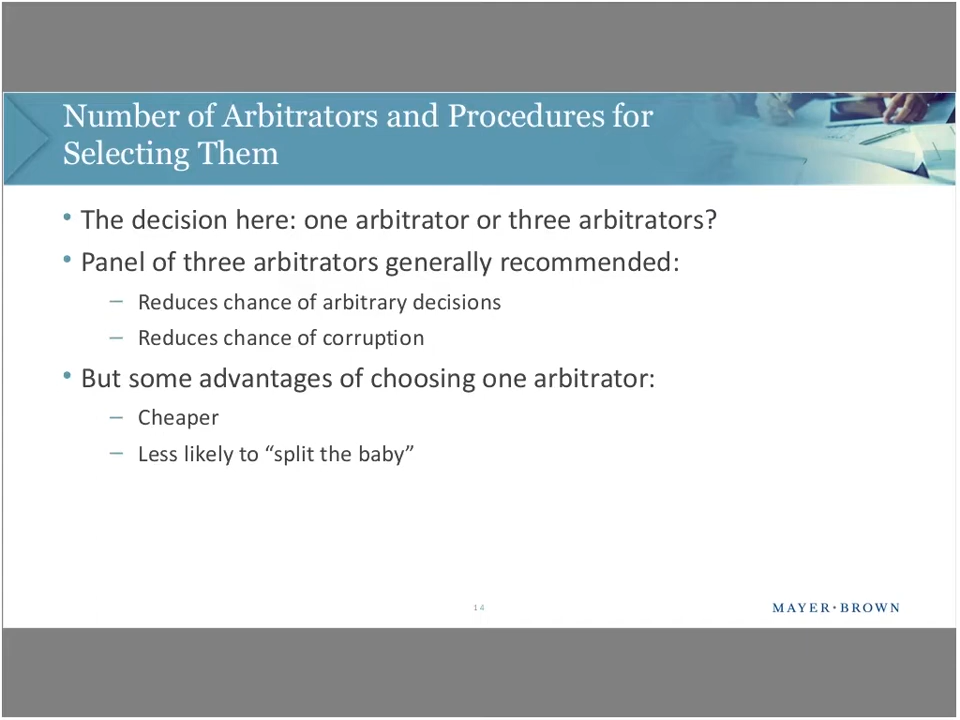 Number of Arbitrators and Procedures for
Selecting Them
• The decision here: one arbitrator or three arbitrators?
• Panel of three arbitrators generally recommended:
– Reduces chance of arbitrary decisions
– Reduces chance of corruption
• But some advantages of choosing one arbitrator:
– Cheaper
– Less likely to “split the baby”
14
MAYER•BROWN